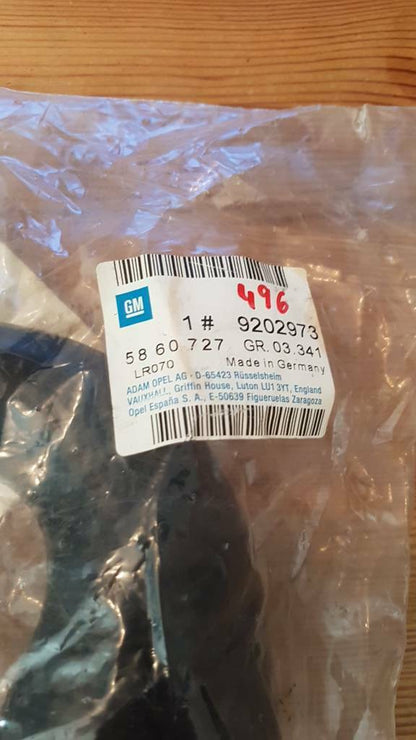 496
GM
1 # 9202973
58 60 727 GR. 03.341
LR070 Made in Germany
ADAM OPEL AG - D-65423 Rüsselsheim
VAUXHALL, Griffin House, Luton LU1 3YT, England
Opel España S. A., E-50639 Figueruelas Zaragoza